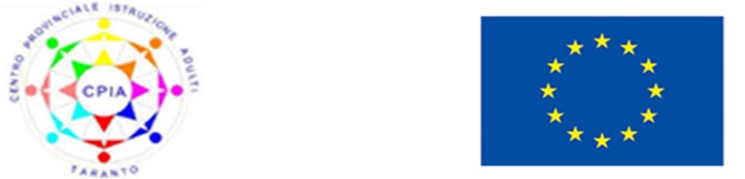 CENTRO PROVINCIALE ISTRUZIONE ADULTI
CPIA
TARANTO